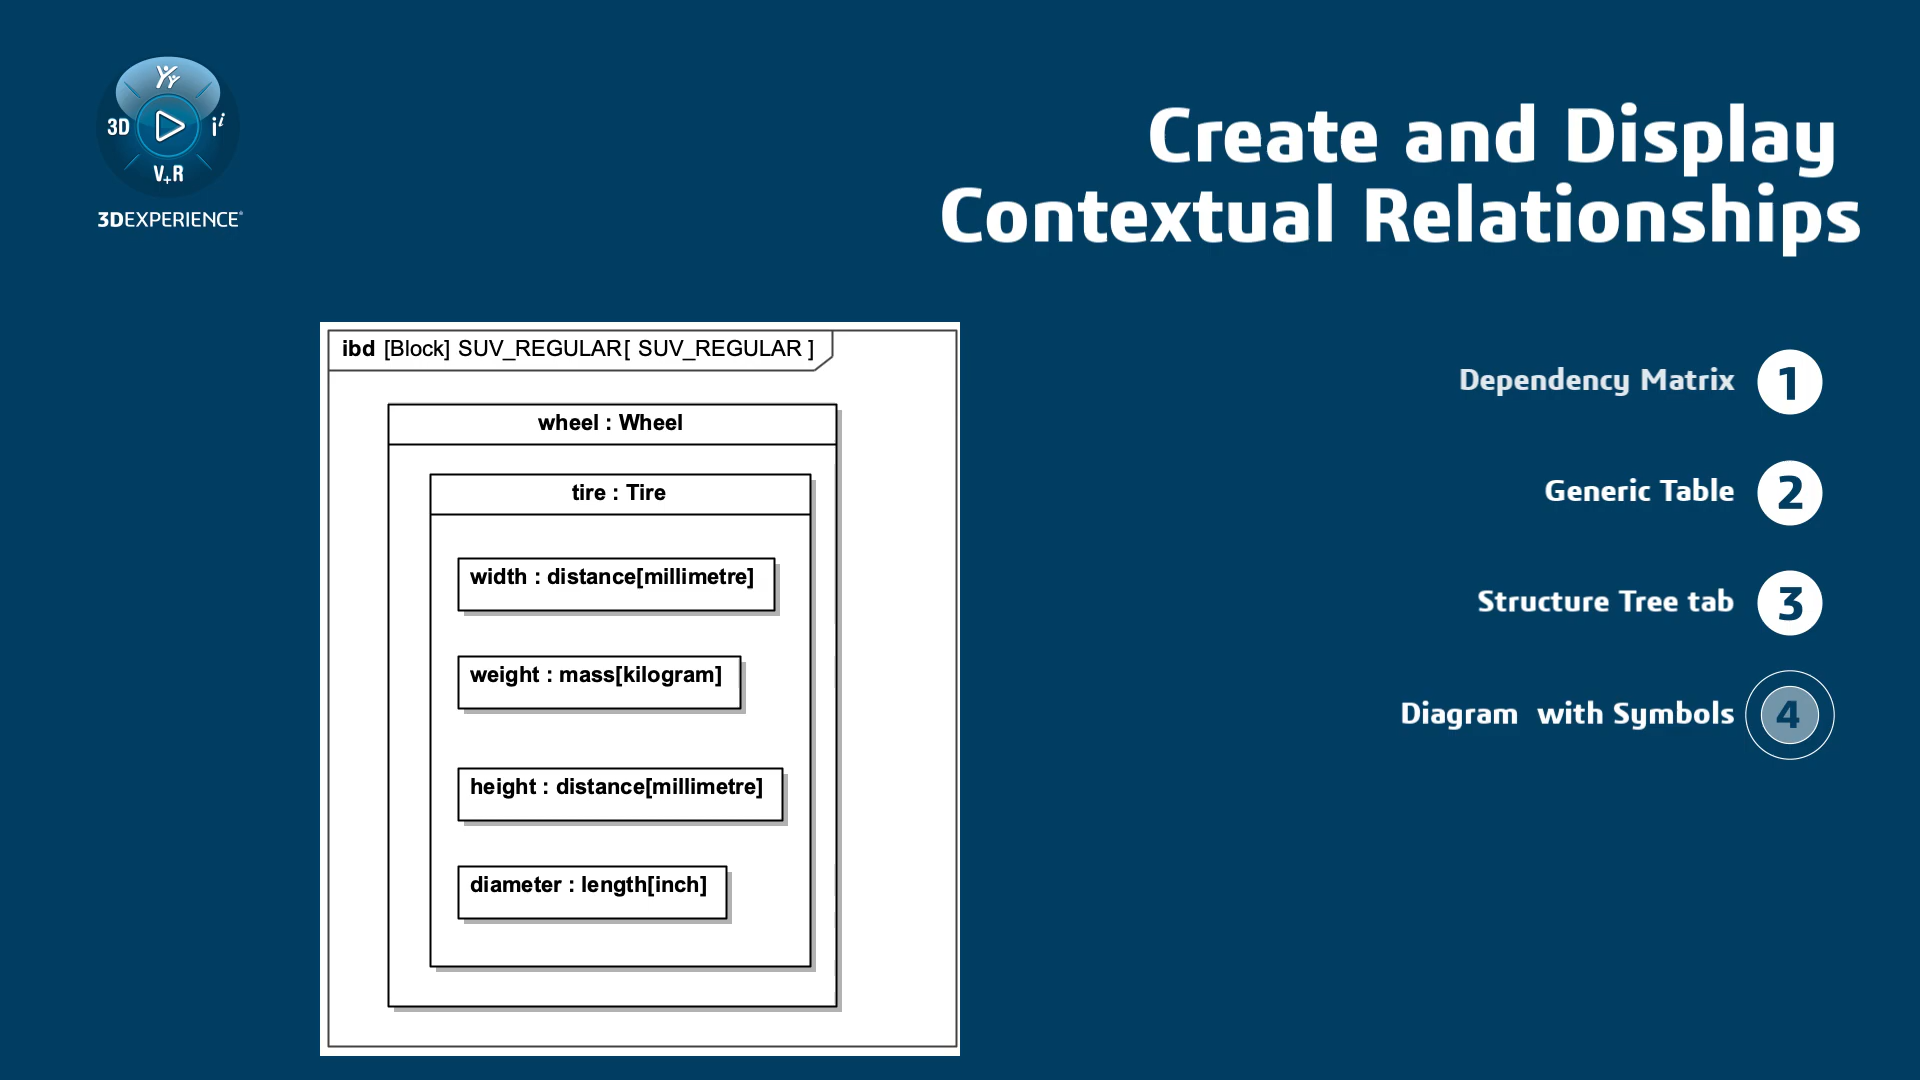 3D
V+R
i
3DEXPERIENCE
Create and Display
Contextual Relationships
ibd [Block] SUV_REGULAR[ SUV_REGULAR ]
wheel : Wheel
tire : Tire
width : distance[millimetre]
weight : mass[kilogram]
height : distance[millimetre]
diameter : length[inch]
Dependency Matrix 1
Generic Table 2
Structure Tree tab 3
Diagram with Symbols 4